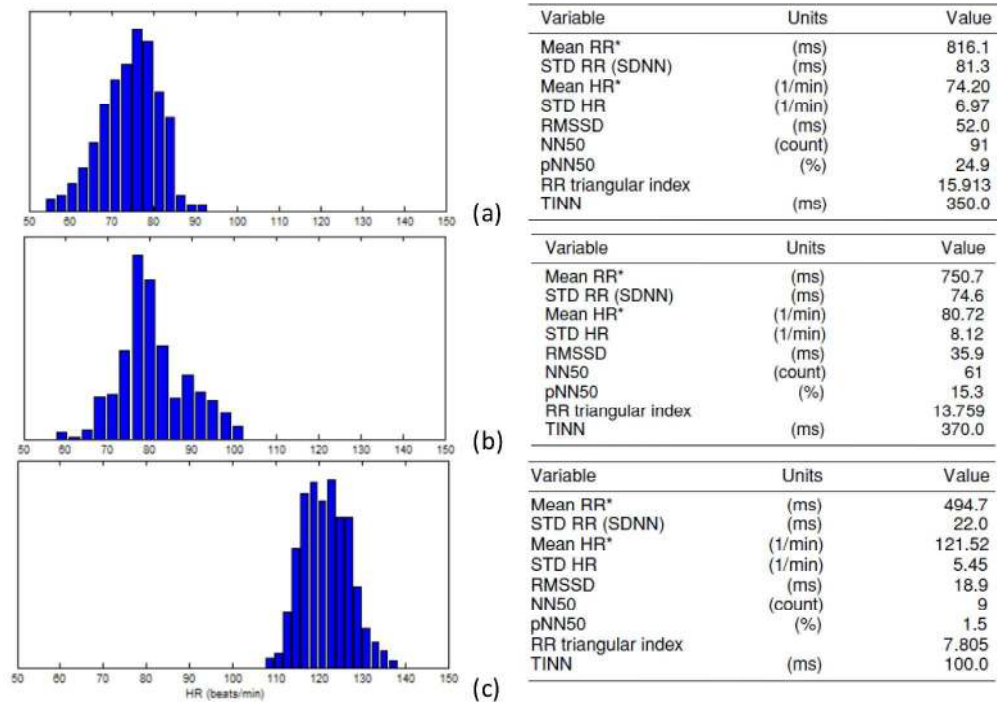 Variable Units Value
Mean RR* (ms) 816.1
STD RR (SDNN) (ms) 81.3
Mean HR* (1/min) 74.20
STD HR (1/min) 6.97
RMSSD (ms) 52.0
NN50 (count) 91
pNN50 (%) 24.9
RR triangular index 15.913
TINN (ms) 350.0
50 60 70 80 90 100 110 120 130 140 150
(a)
Variable Units Value
Mean RR* (ms) 750.7
STD RR (SDNN) (ms) 74.6
Mean HR* (1/min) 80.72
STD HR (1/min) 8.12
RMSSD (ms) 35.9
NN50 (count) 61
pNN50 (%) 15.3
RR triangular index 13.759
TINN (ms) 370.0
50 60 70 80 90 100 110 120 130 140 150
(b)
Variable Units Value
Mean RR* (ms) 494.7
STD RR (SDNN) (ms) 22.0
Mean HR* (1/min) 121.52
STD HR (1/min) 5.45
RMSSD (ms) 18.9
NN50 (count) 9
pNN50 (%) 1.5
RR triangular index 7.805
TINN (ms) 100.0
50 60 70 80 90 100 110 120 130 140 150
HR (beats/min)
(c)